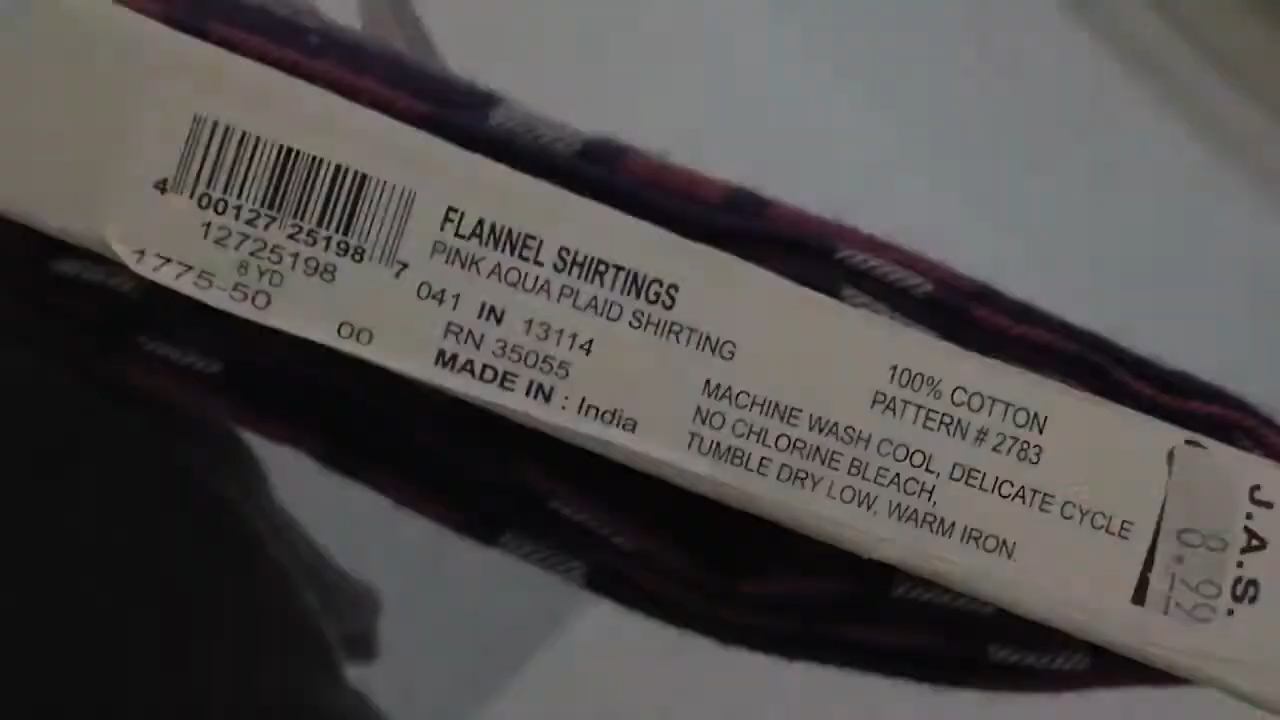 4 00127 25198 7
12725198
8 YD
1775-50
00
FLANNEL SHIRTINGS
PINK AQUA PLAID SHIRTING
041 IN 13114
RN 35055
MADE IN : India
100% COTTON
PATTERN # 2783
MACHINE WASH COOL, DELICATE CYCLE
NO CHLORINE BLEACH,
TUMBLE DRY LOW, WARM IRON.
J.A.S.
8.99